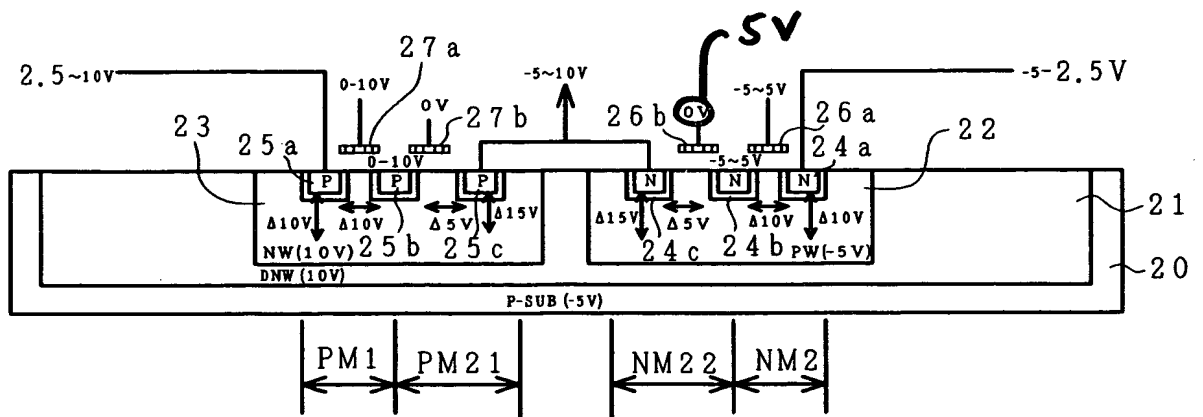 5V
27a
2.5~10V
0-10V
-5~10V
0V
-5~5V
-5-2.5V
27b
26b
26a
23
25a
0-10V
-5~5V
24a
22
P
P
P
N
N
N
Δ10V
Δ10V
Δ5V
Δ15V
Δ15V
Δ5V
Δ10V
Δ10V
21
NW(10V)
25b
25c
24c
24b
PW(-5V)
DNW(10V)
20
P-SUB(-5V)
PM1
PM21
NM22
NM2